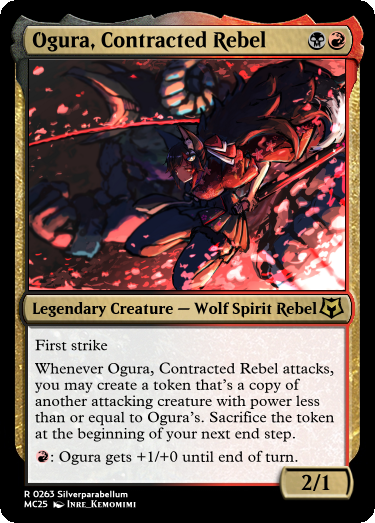 Ogura, Contracted Rebel
Legendary Creature — Wolf Spirit Rebel
First strike
Whenever Ogura, Contracted Rebel attacks,
you may create a token that's a copy of
another attacking creature with power less
than or equal to Ogura's. Sacrifice the token
at the beginning of your next end step.
: Ogura gets +1/+0 until end of turn.
2/1
R 0263 Silverparabellum
MC25 Inre_Kemomimi